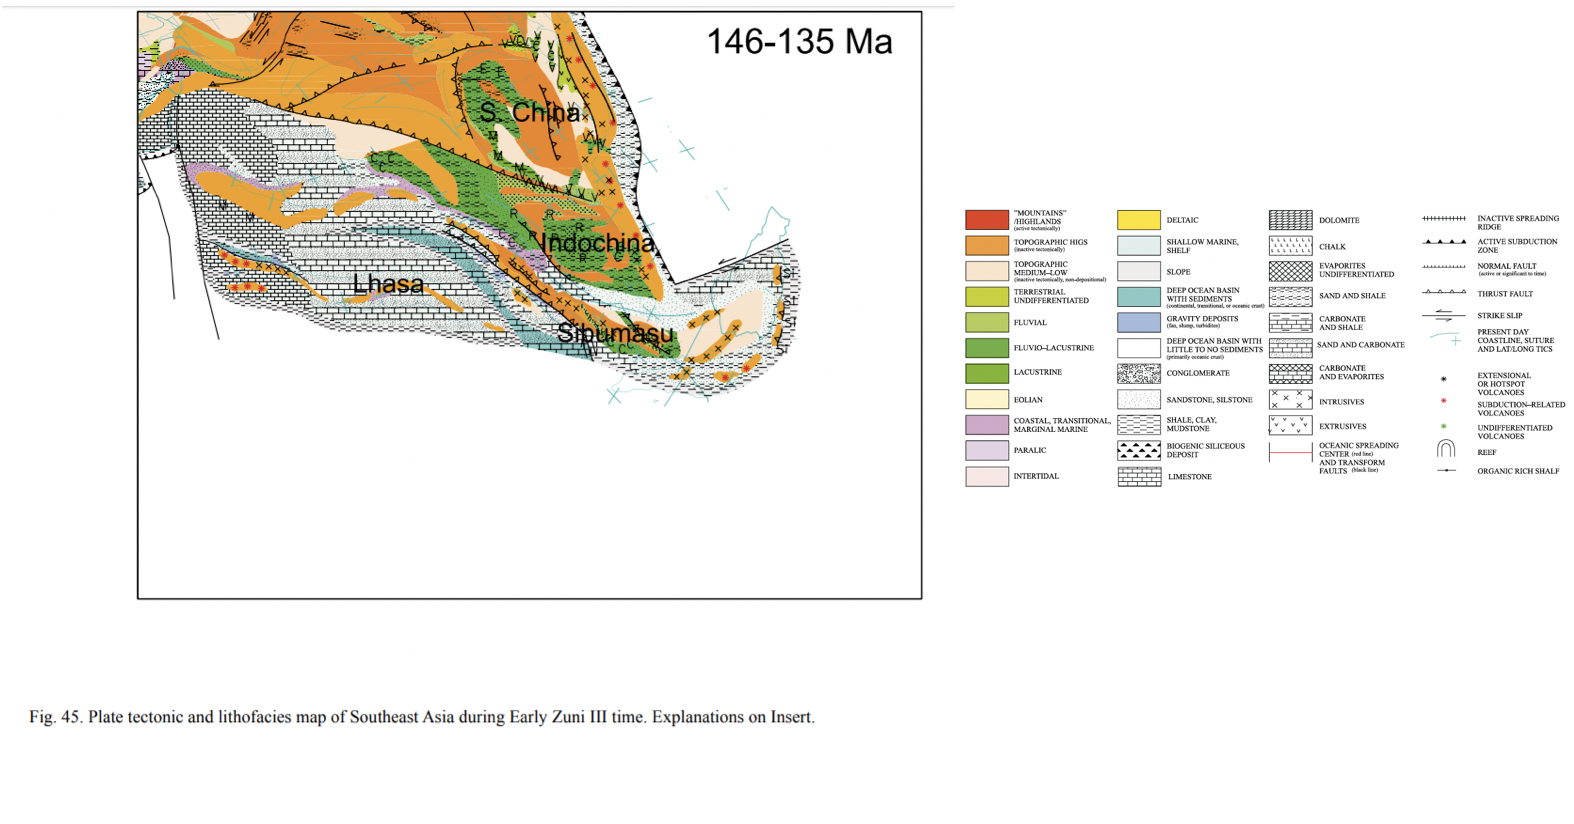 146-135 Ma
S. China
Indochina
Lhasa
Sibumasu
"MOUNTAINS"
/HIGHLANDS
(active tectonically)
TOPOGRAPHIC HIGS
(inactive tectonically)
TOPOGRAPHIC
MEDIUM–LOW
(inactive tectonically, non-depositional)
TERRESTRIAL
UNDIFFERENTIATED
FLUVIAL
FLUVIO–LACUSTRINE
LACUSTRINE
EOLIAN
COASTAL, TRANSITIONAL,
MARGINAL MARINE
PARALIC
INTERTIDAL
DELTAIC
SHALLOW MARINE,
SHELF
SLOPE
DEEP OCEAN BASIN
WITH SEDIMENTS
(continental, transitional, or oceanic crust)
GRAVITY DEPOSITS
(fan, slump, turbidites)
DEEP OCEAN BASIN WITH
LITTLE TO NO SEDIMENTS
(primarily oceanic crust)
CONGLOMERATE
SANDSTONE, SILSTONE
SHALE, CLAY,
MUDSTONE
BIOGENIC SILICEOUS
DEPOSIT
LIMESTONE
DOLOMITE
CHALK
EVAPORITES
UNDIFFERENTIATED
SAND AND SHALE
CARBONATE
AND SHALE
SAND AND CARBONATE
CARBONATE
AND EVAPORITES
INTRUSIVES
EXTRUSIVES
OCEANIC SPREADING
CENTER (red line)
AND TRANSFORM
FAULTS (black line)
INACTIVE SPREADING
RIDGE
ACTIVE SUBDUCTION
ZONE
NORMAL FAULT
(active or significant to time)
THRUST FAULT
STRIKE SLIP
PRESENT DAY
COASTLINE, SUTURE
AND LAT/LONG TICS
EXTENSIONAL
OR HOTSPOT
VOLCANOES
SUBDUCTION–RELATED
VOLCANOES
UNDIFFERENTIATED
VOLCANOES
REEF
ORGANIC RICH SHALF
Fig. 45. Plate tectonic and lithofacies map of Southeast Asia during Early Zuni III time. Explanations on Insert.